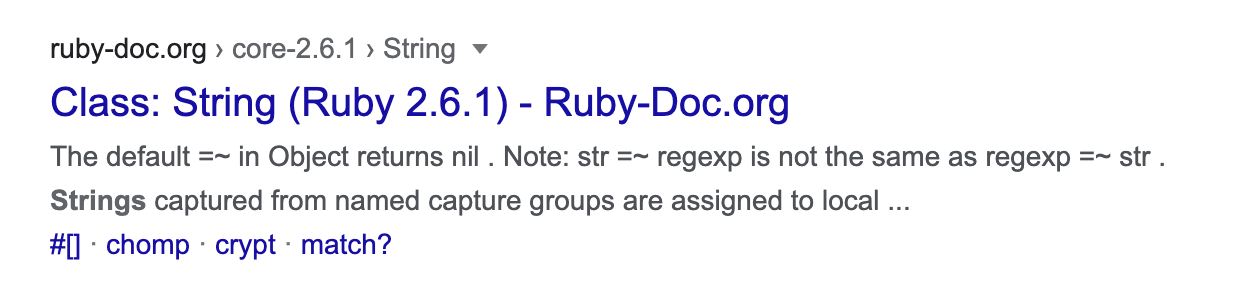 ruby-doc.org › core-2.6.1 › String
Class: String (Ruby 2.6.1) - Ruby-Doc.org
The default =~ in Object returns nil . Note: str =~ regexp is not the same as regexp =~ str .
Strings captured from named capture groups are assigned to local ...
#[] · chomp · crypt · match?